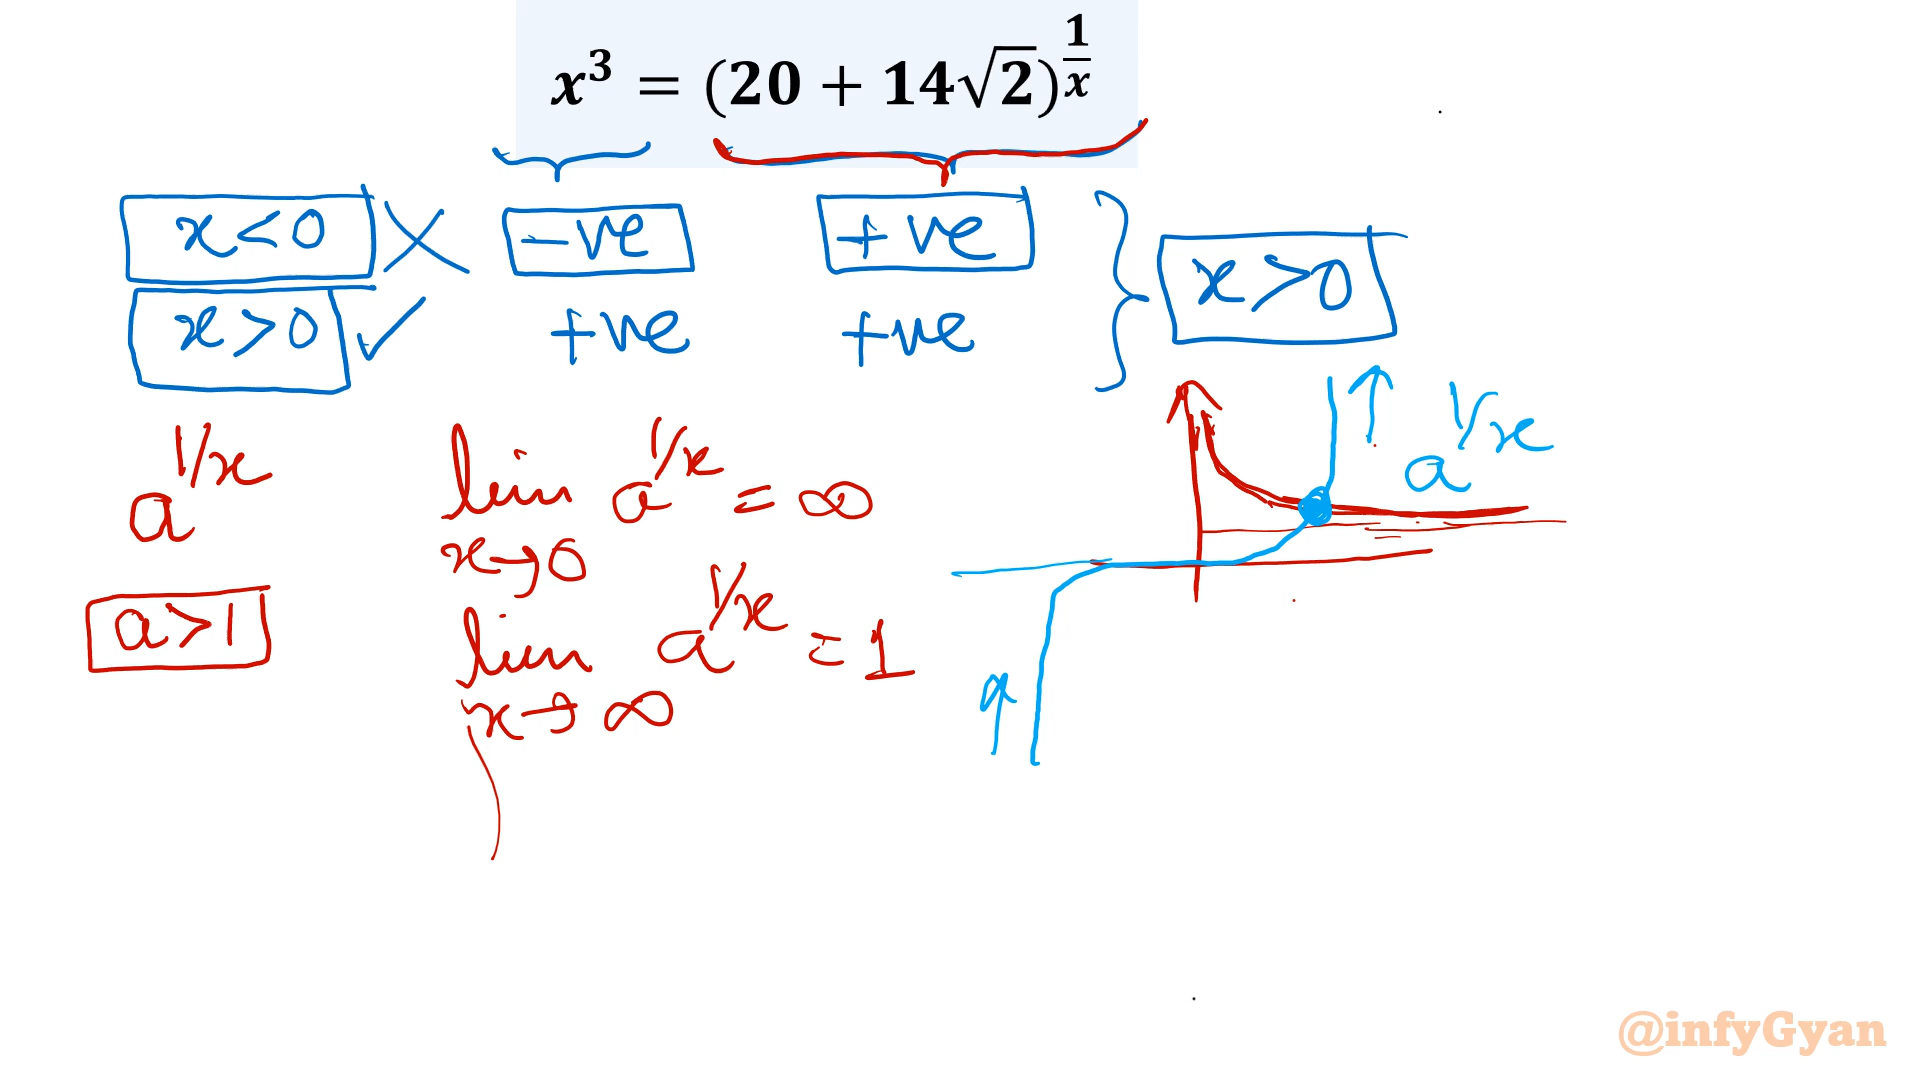 x³ = (20 + 14√2)^(1/x)
x<0 -ve +ve
x>0 +ve +ve
x>0
a^(1/x)
a^(1/x) lim x→0 a^(1/x) = ∞
a>1 lim x→∞ a^(1/x) = 1
@infyGyan